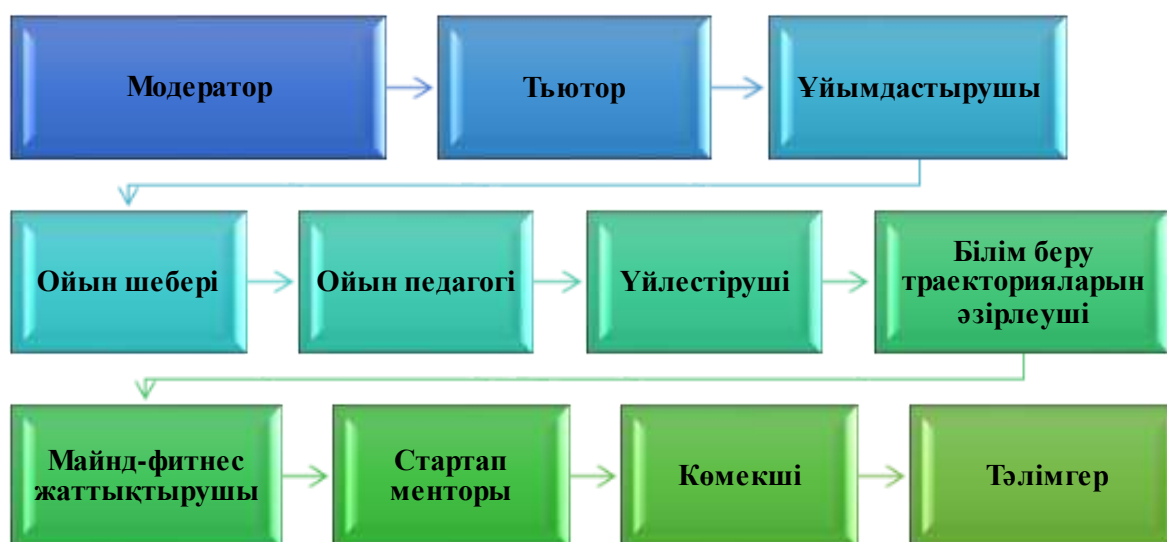 Модератор
Тьютор
Ұйымдастырушы
Ойын шебері
Ойын педагогі
Үйлестіруші
Білім беру
траекторияларын
әзірлеуші
Майнд-фитнес
жаттықтырушы
Стартап
менторы
Көмекші
Тәлімгер